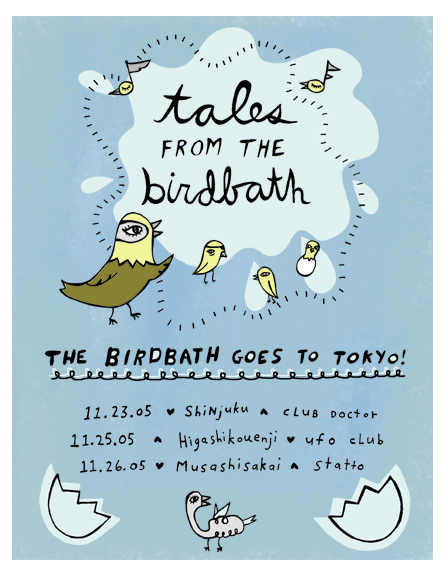 tales
FROM THE
birdbath
THE BIRDBATH GOES TO TOKYO!
11.23.05 ♥ Shinjuku ♠ club Doctor
11.25.05 ♠ Higashikouenji ♥ ufo club
11.26.05 ♥ Musashisakai ♠ statto